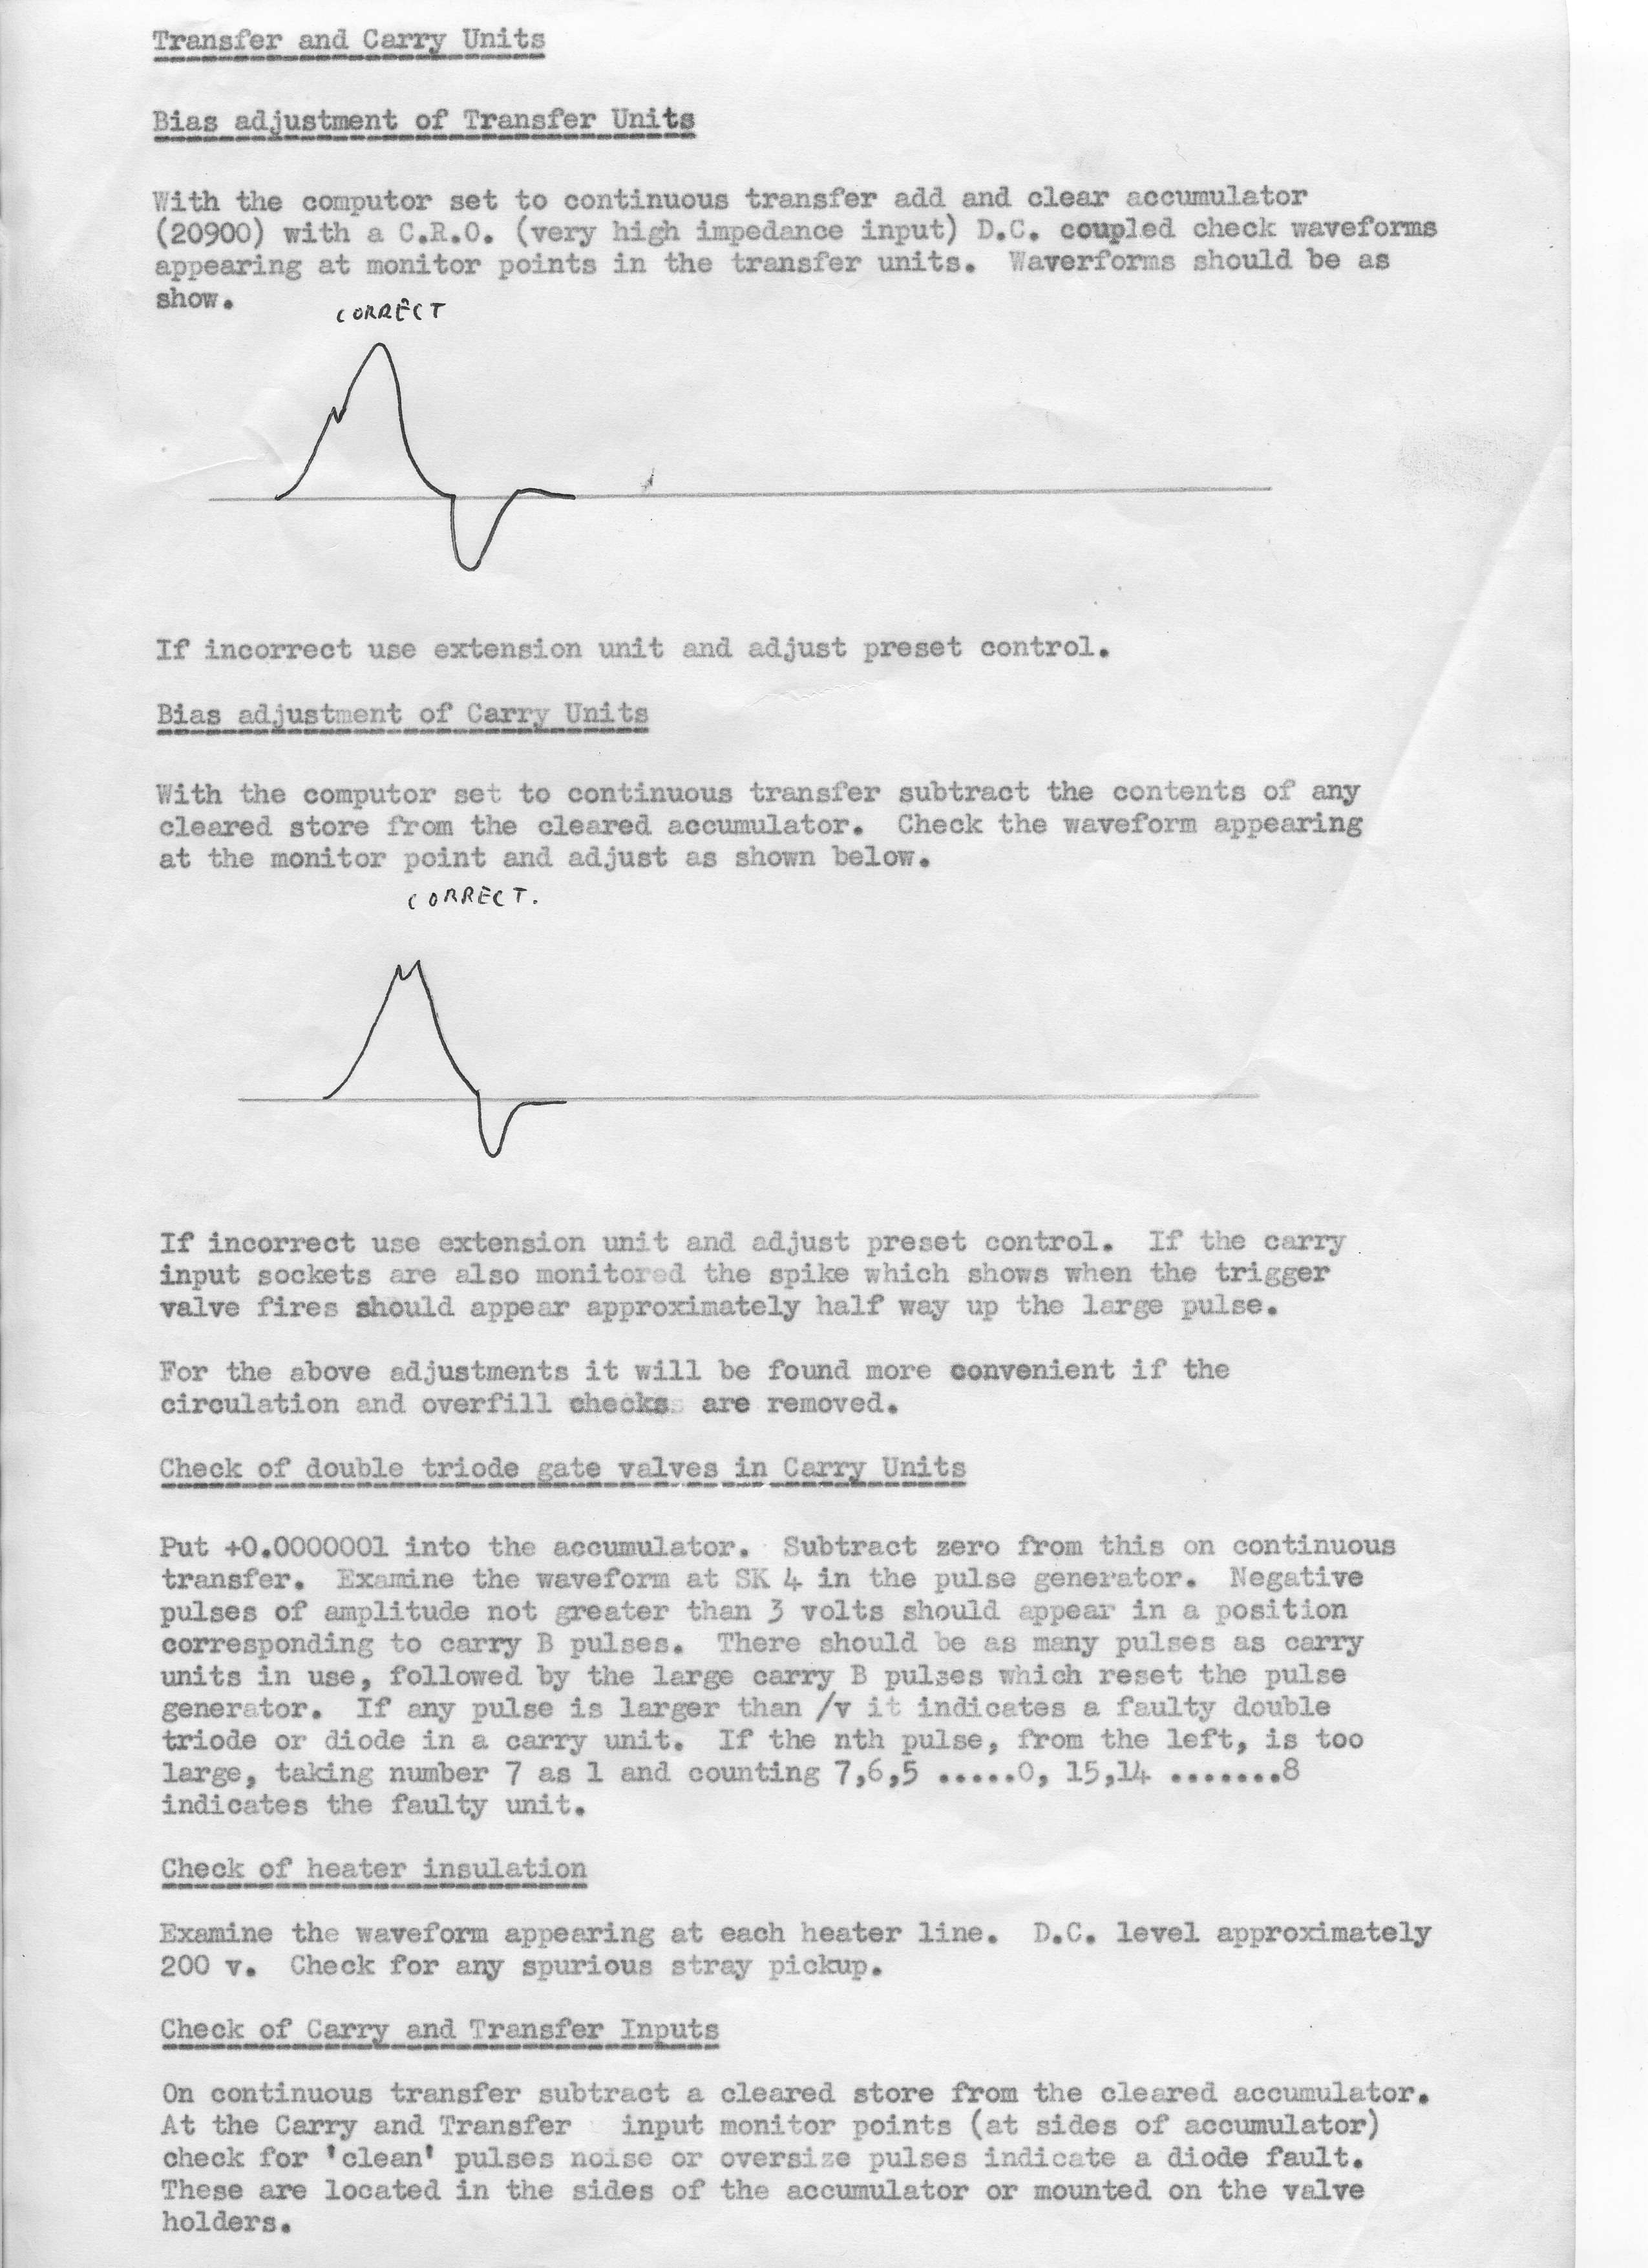 Transfer and Carry Units
Bias adjustment of Transfer Units
With the computor set to continuous transfer add and clear accumulator
(20900) with a C.R.O. (very high impedance input) D.C. coupled check waveforms
appearing at monitor points in the transfer units. Waverforms should be as
show.
CORRECT
If incorrect use extension unit and adjust preset control.
Bias adjustment of Carry Units
With the computor set to continuous transfer subtract the contents of any
cleared store from the cleared accumulator. Check the waveform appearing
at the monitor point and adjust as shown below.
CORRECT.
If incorrect use extension unit and adjust preset control. If the carry
input sockets are also monitored the spike which shows when the trigger
valve fires should appear approximately half way up the large pulse.
For the above adjustments it will be found more convenient if the
circulation and overfill checks are removed.
Check of double triode gate valves in Carry Units
Put +0.0000001 into the accumulator. Subtract zero from this on continuous
transfer. Examine the waveform at SK 4 in the pulse generator. Negative
pulses of amplitude not greater than 3 volts should appear in a position
corresponding to carry B pulses. There should be as many pulses as carry
units in use, followed by the large carry B pulses which reset the pulse
generator. If any pulse is larger than /v it indicates a faulty double
triode or diode in a carry unit. If the nth pulse, from the left, is too
large, taking number 7 as 1 and counting 7,6,5 .....0, 15,14 .......8
indicates the faulty unit.
Check of heater insulation
Examine the waveform appearing at each heater line. D.C. level approximately
200 v. Check for any spurious stray pickup.
Check of Carry and Transfer Inputs
On continuous transfer subtract a cleared store from the cleared accumulator.
At the Carry and Transfer input monitor points (at sides of accumulator)
check for 'clean' pulses noise or oversize pulses indicate a diode fault.
These are located in the sides of the accumulator or mounted on the valve
holders.